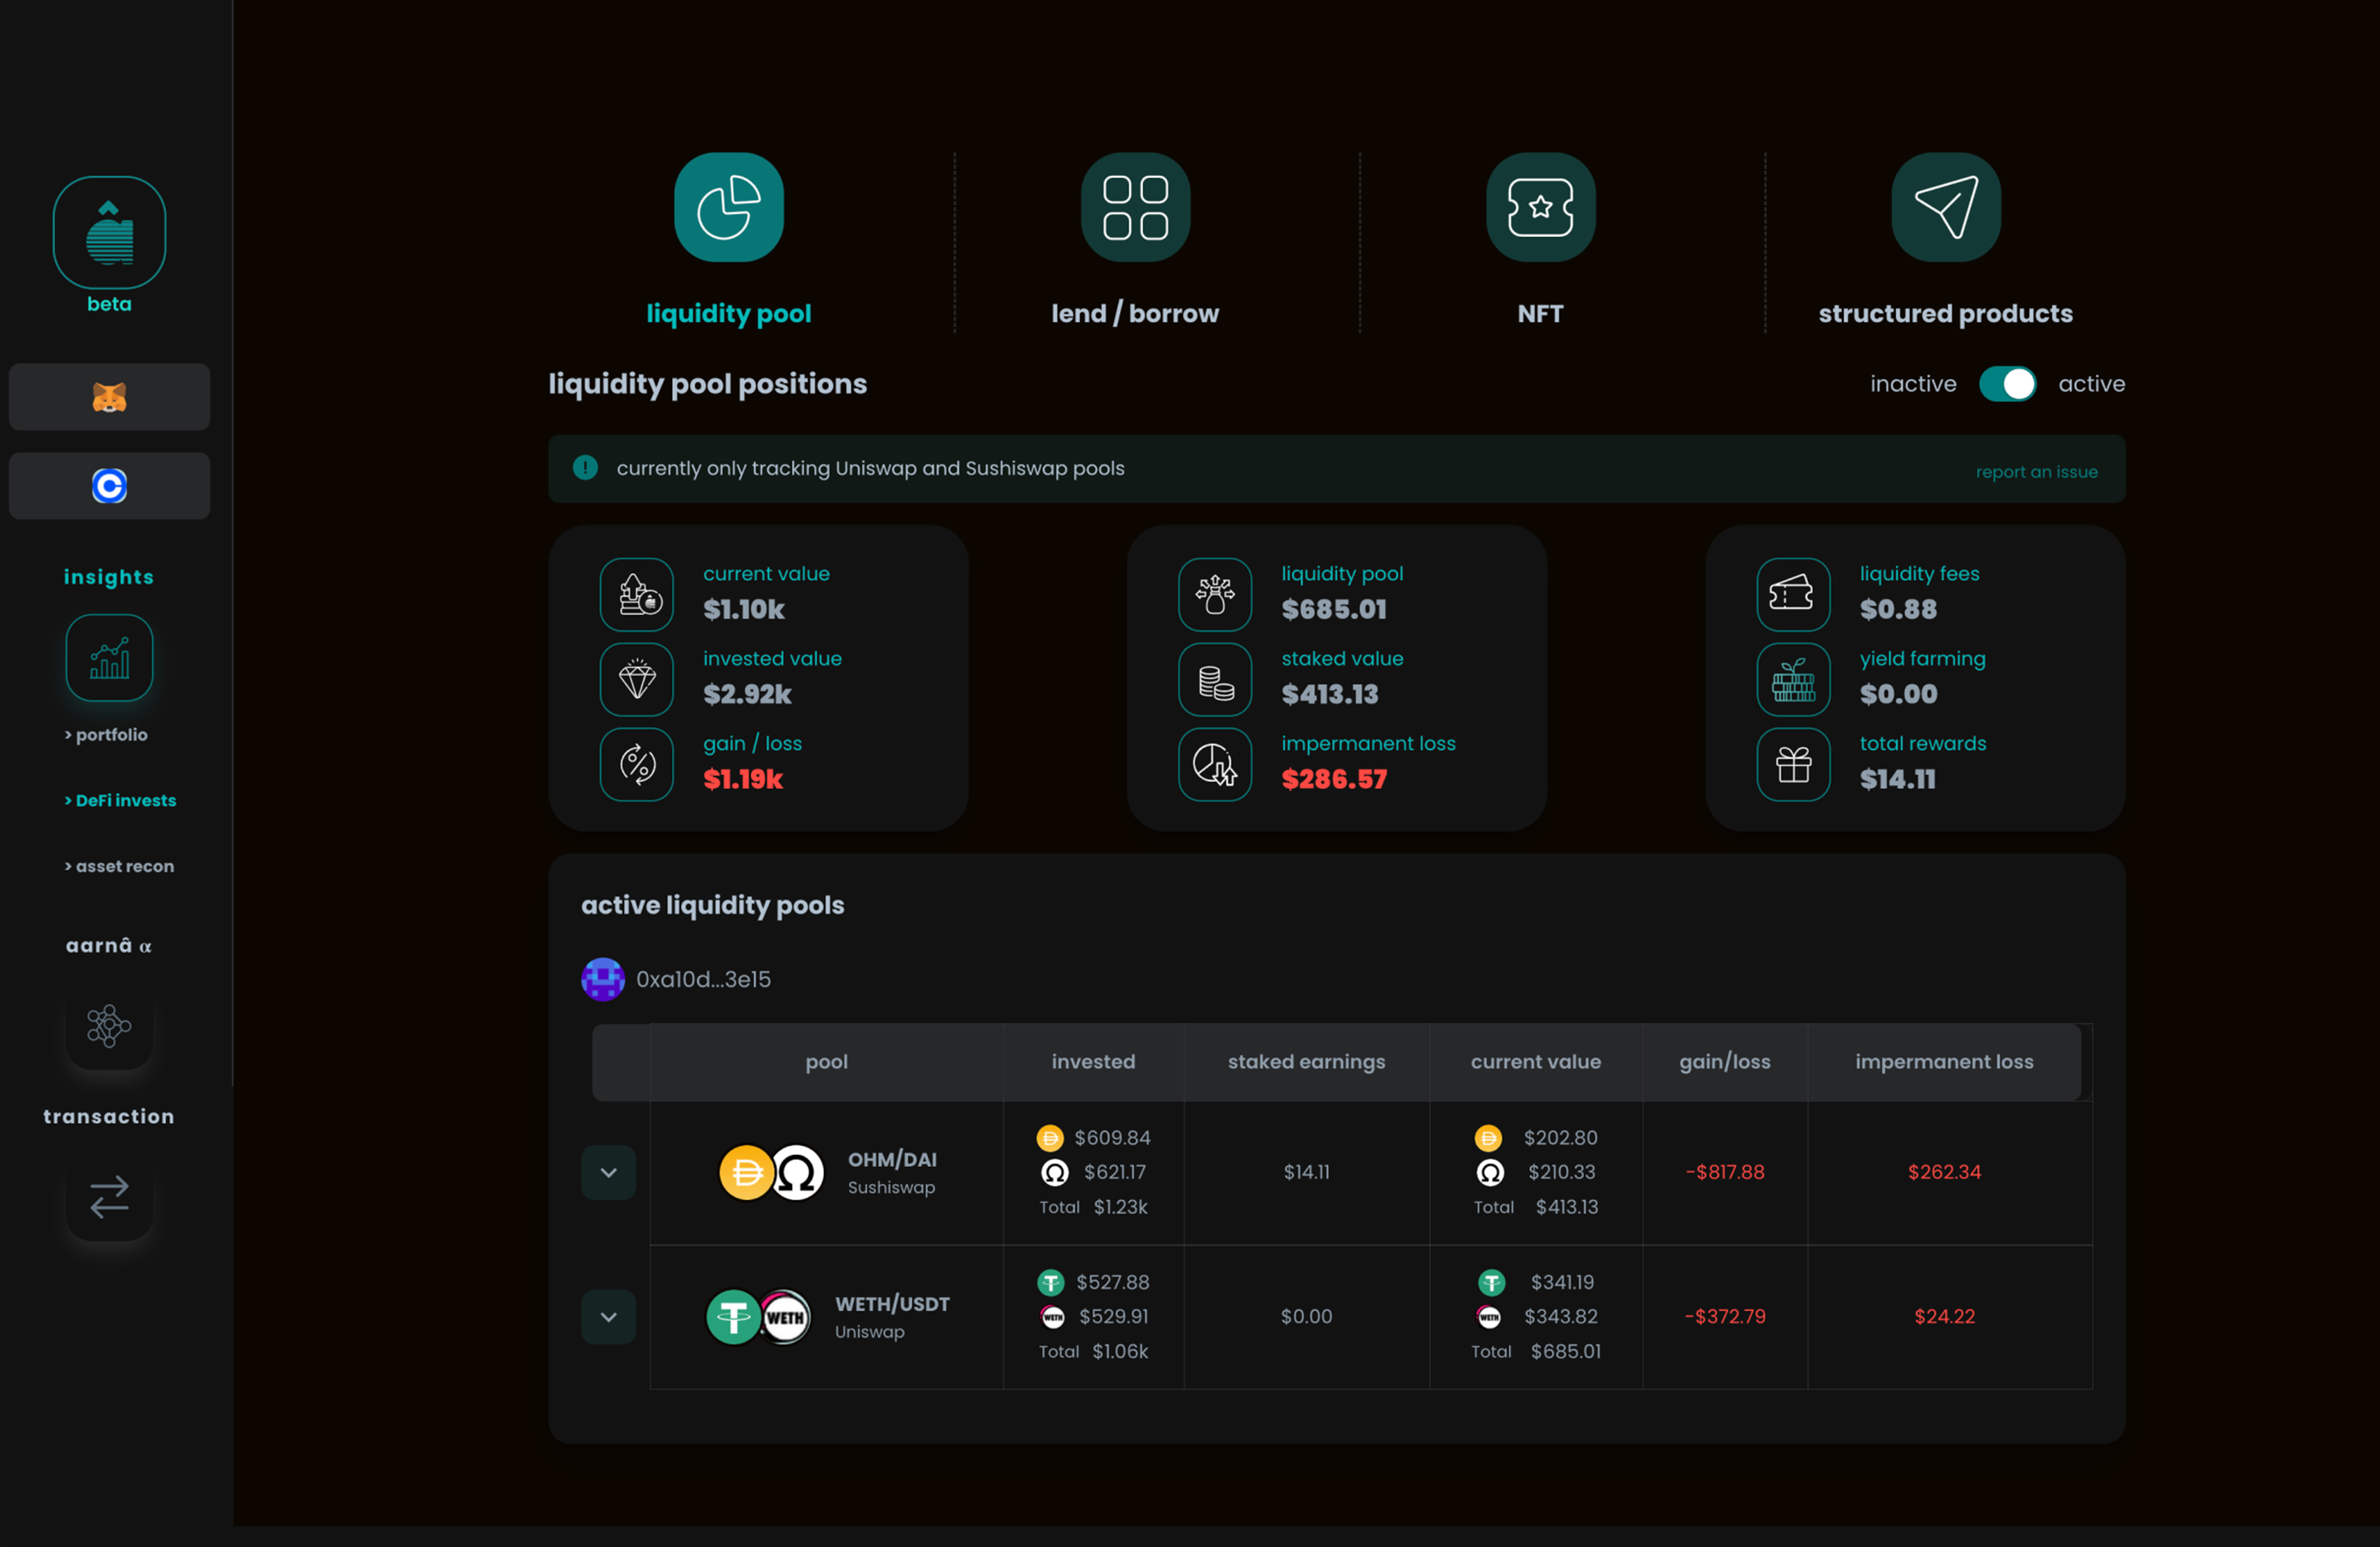 beta
insights
> portfolio
> DeFi invests
> asset recon
aarnâ α
transaction
liquidity pool
lend / borrow
NFT
structured products
liquidity pool positions
inactive
active
! currently only tracking Uniswap and Sushiswap pools
report an issue
current value
$1.10k
invested value
$2.92k
gain / loss
$1.19k
liquidity pool
$685.01
staked value
$413.13
impermanent loss
$286.57
liquidity fees
$0.88
yield farming
$0.00
total rewards
$14.11
active liquidity pools
0xa10d...3e15
pool invested staked earnings current value gain/loss impermanent loss
OHM/DAI
Sushiswap
$609.84
$621.17
Total $1.23k
$14.11
$202.80
$210.33
Total $413.13
-$817.88
$262.34
WETH
WETH/USDT
Uniswap
$527.88
WETH $529.91
Total $1.06k
$0.00
$341.19
WETH $343.82
Total $685.01
-$372.79
$24.22